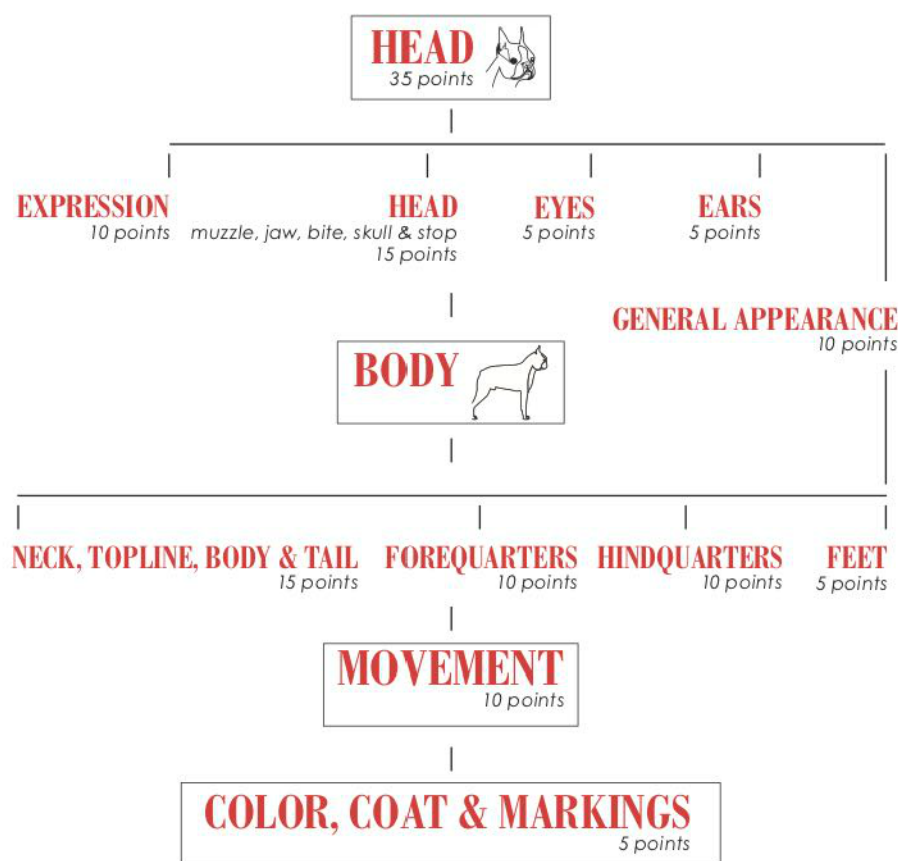 HEAD
35 points
EXPRESSION
10 points
HEAD
muzzle, jaw, bite, skull & stop
15 points
EYES
5 points
EARS
5 points
GENERAL APPEARANCE
10 points
BODY
NECK, TOPLINE, BODY & TAIL
15 points
FOREQUARTERS
10 points
HINDQUARTERS
10 points
FEET
5 points
MOVEMENT
10 points
COLOR, COAT & MARKINGS
5 points